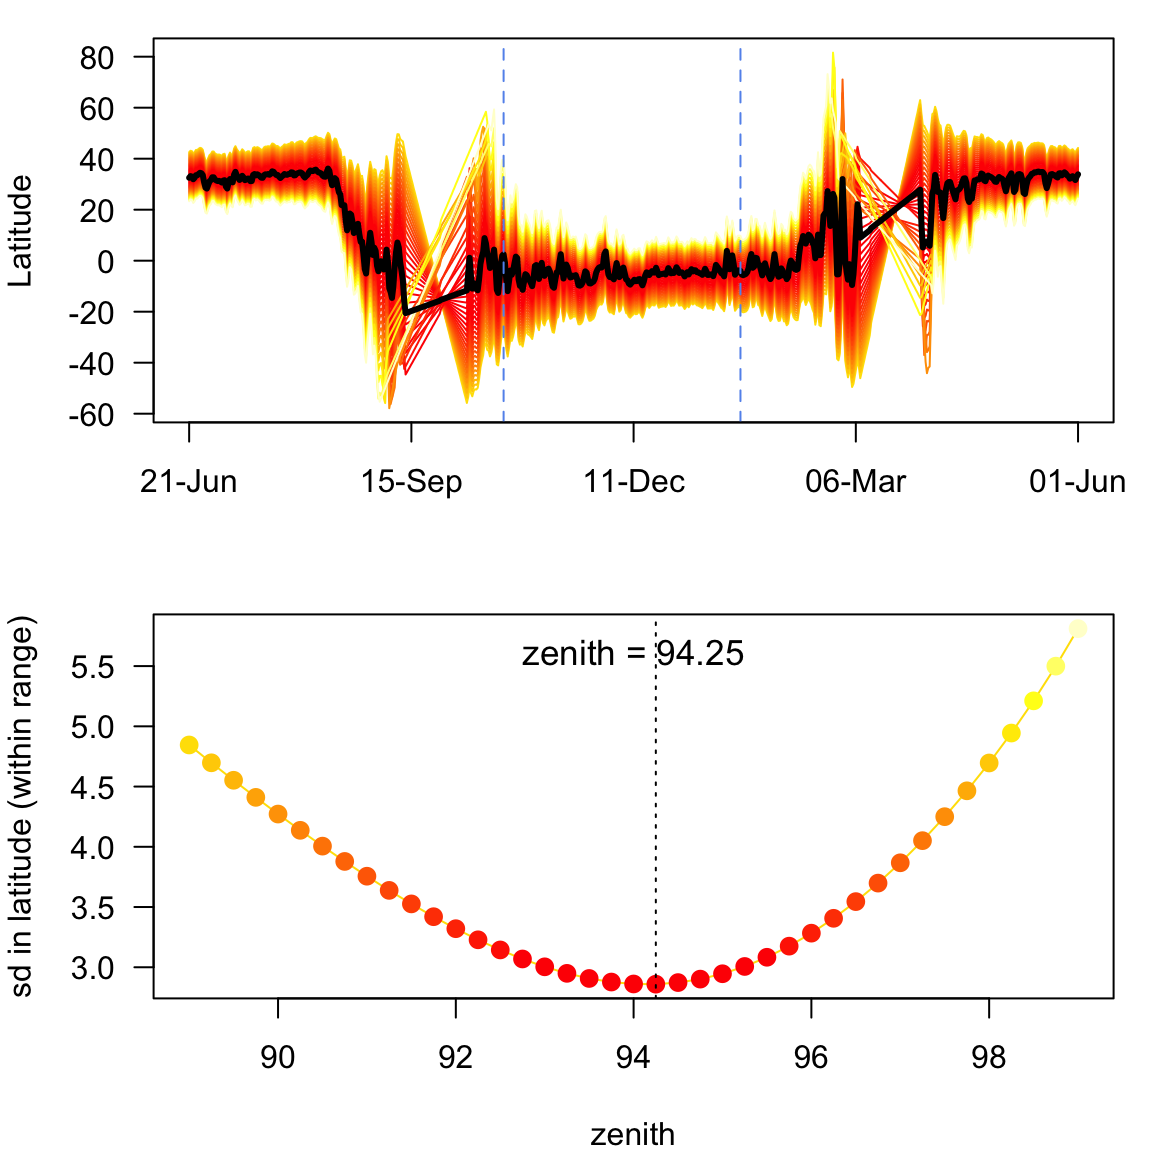 Latitude
80
60
40
20
0
-20
-40
-60
21-Jun 15-Sep 11-Dec 06-Mar 01-Jun
sd in latitude (within range)
zenith = 94.25
5.5
5.0
4.5
4.0
3.5
3.0
90 92 94 96 98
zenith